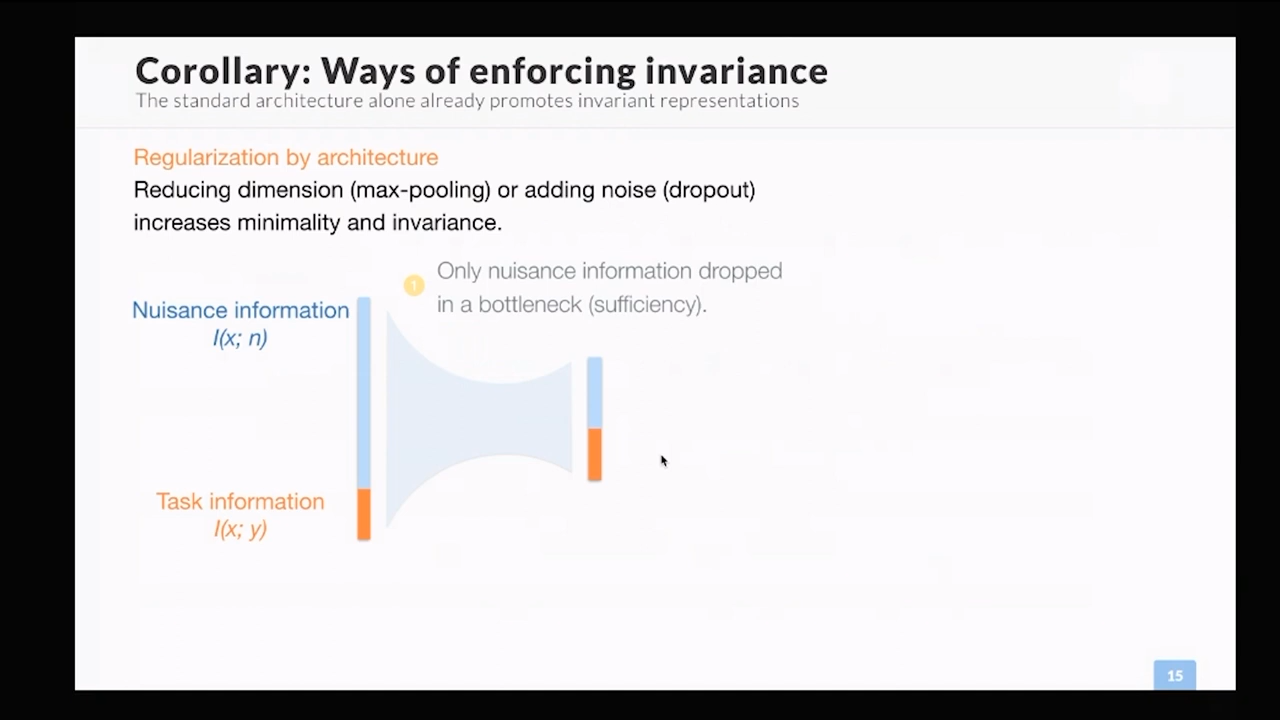 Corollary: Ways of enforcing invariance
The standard architecture alone already promotes invariant representations
Regularization by architecture
Reducing dimension (max-pooling) or adding noise (dropout)
increases minimality and invariance.
1
Only nuisance information dropped
in a bottleneck (sufficiency).
Nuisance information
I(x; n)
Task information
I(x; y)
15